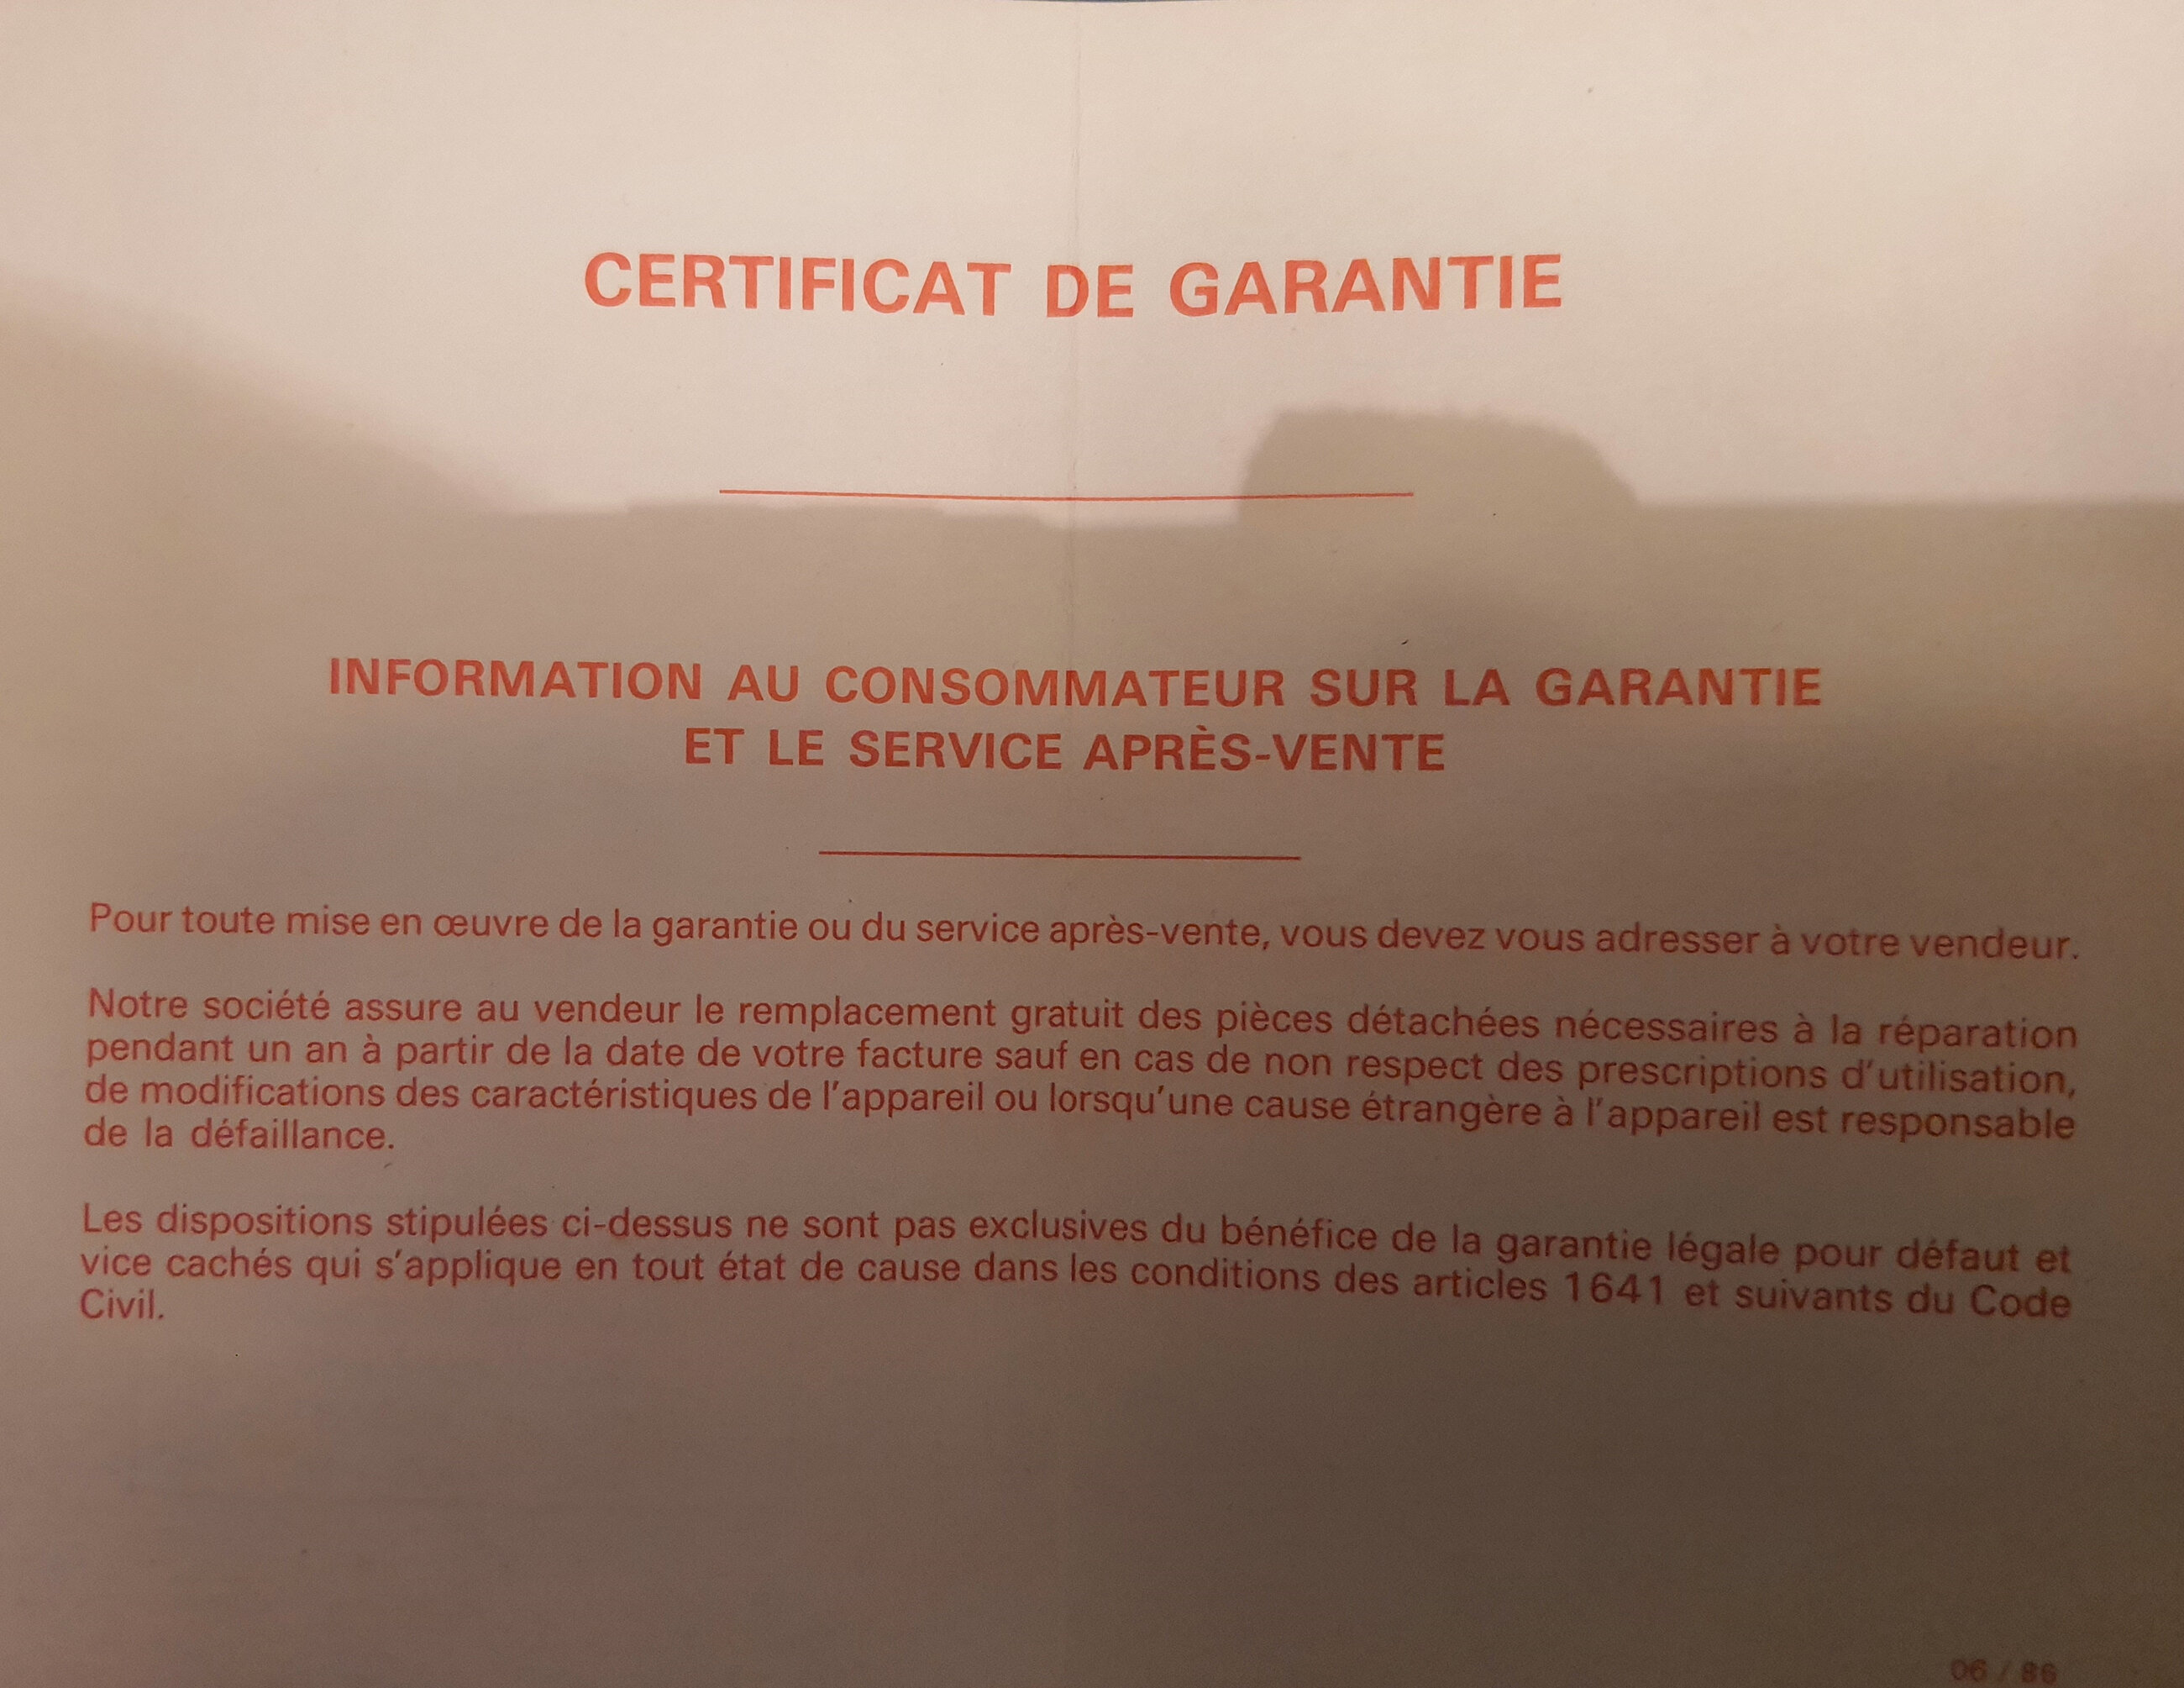 CERTIFICAT DE GARANTIE
INFORMATION AU CONSOMMATEUR SUR LA GARANTIE
ET LE SERVICE APRÈS-VENTE
Pour toute mise en œuvre de la garantie ou du service après-vente, vous devez vous adresser à votre vendeur.
Notre société assure au vendeur le remplacement gratuit des pièces détachées nécessaires à la réparation
pendant un an à partir de la date de votre facture sauf en cas de non respect des prescriptions d'utilisation,
de modifications des caractéristiques de l'appareil ou lorsqu'une cause étrangère à l'appareil est responsable
de la défaillance.
Les dispositions stipulées ci-dessus ne sont pas exclusives du bénéfice de la garantie légale pour défaut et
vice cachés qui s'applique en tout état de cause dans les conditions des articles 1641 et suivants du Code
Civil.
06 / 86